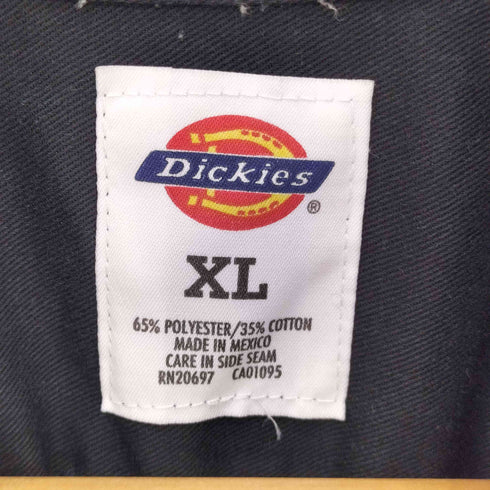 Dickies
®
XL
65% POLYESTER/35% COTTON
MADE IN MEXICO
CARE IN SIDE SEAM
RN20697 CA01095